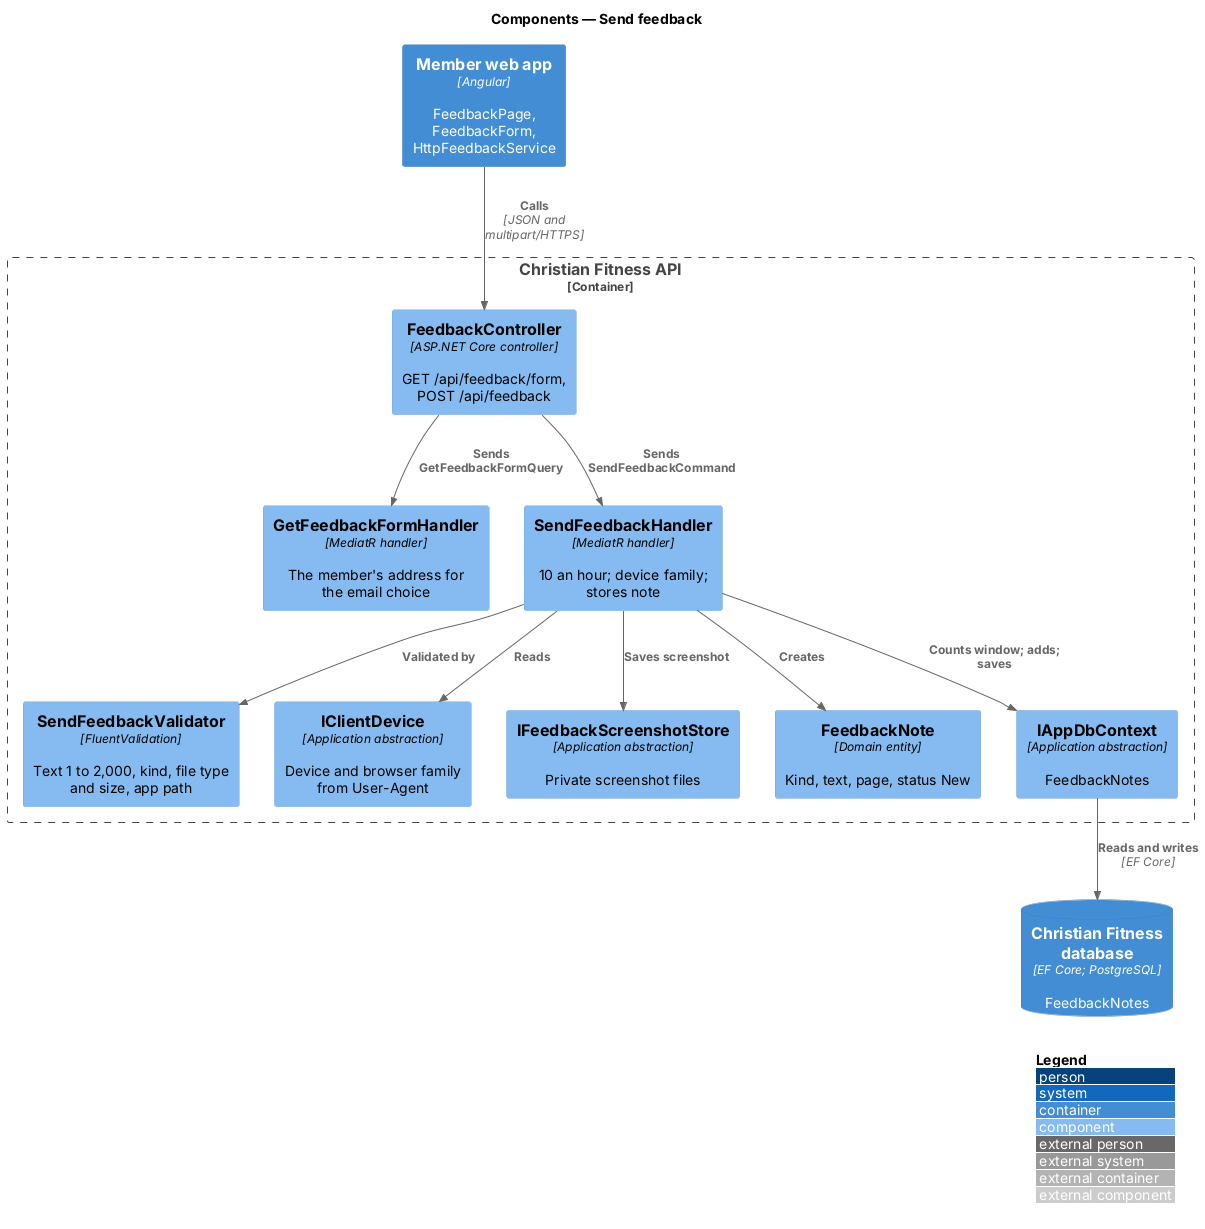 Components — Send feedback
Member web app
[Angular]
FeedbackPage,
FeedbackForm,
HttpFeedbackService
Calls
[JSON and
multipart/HTTPS]
Christian Fitness API
[Container]
FeedbackController
[ASP.NET Core controller]
GET /api/feedback/form,
POST /api/feedback
Sends
GetFeedbackFormQuery
Sends
SendFeedbackCommand
GetFeedbackFormHandler
[MediatR handler]
The member's address for
the email choice
SendFeedbackHandler
[MediatR handler]
10 an hour; device family;
stores note
Validated by
Reads
Saves screenshot
Creates
Counts window; adds;
saves
SendFeedbackValidator
[FluentValidation]
Text 1 to 2,000, kind, file type
and size, app path
IClientDevice
[Application abstraction]
Device and browser family
from User-Agent
IFeedbackScreenshotStore
[Application abstraction]
Private screenshot files
FeedbackNote
[Domain entity]
Kind, text, page, status New
IAppDbContext
[Application abstraction]
FeedbackNotes
Reads and writes
[EF Core]
Christian Fitness
database
[EF Core; PostgreSQL]
FeedbackNotes
Legend
person
system
container
component
external person
external system
external container
external component